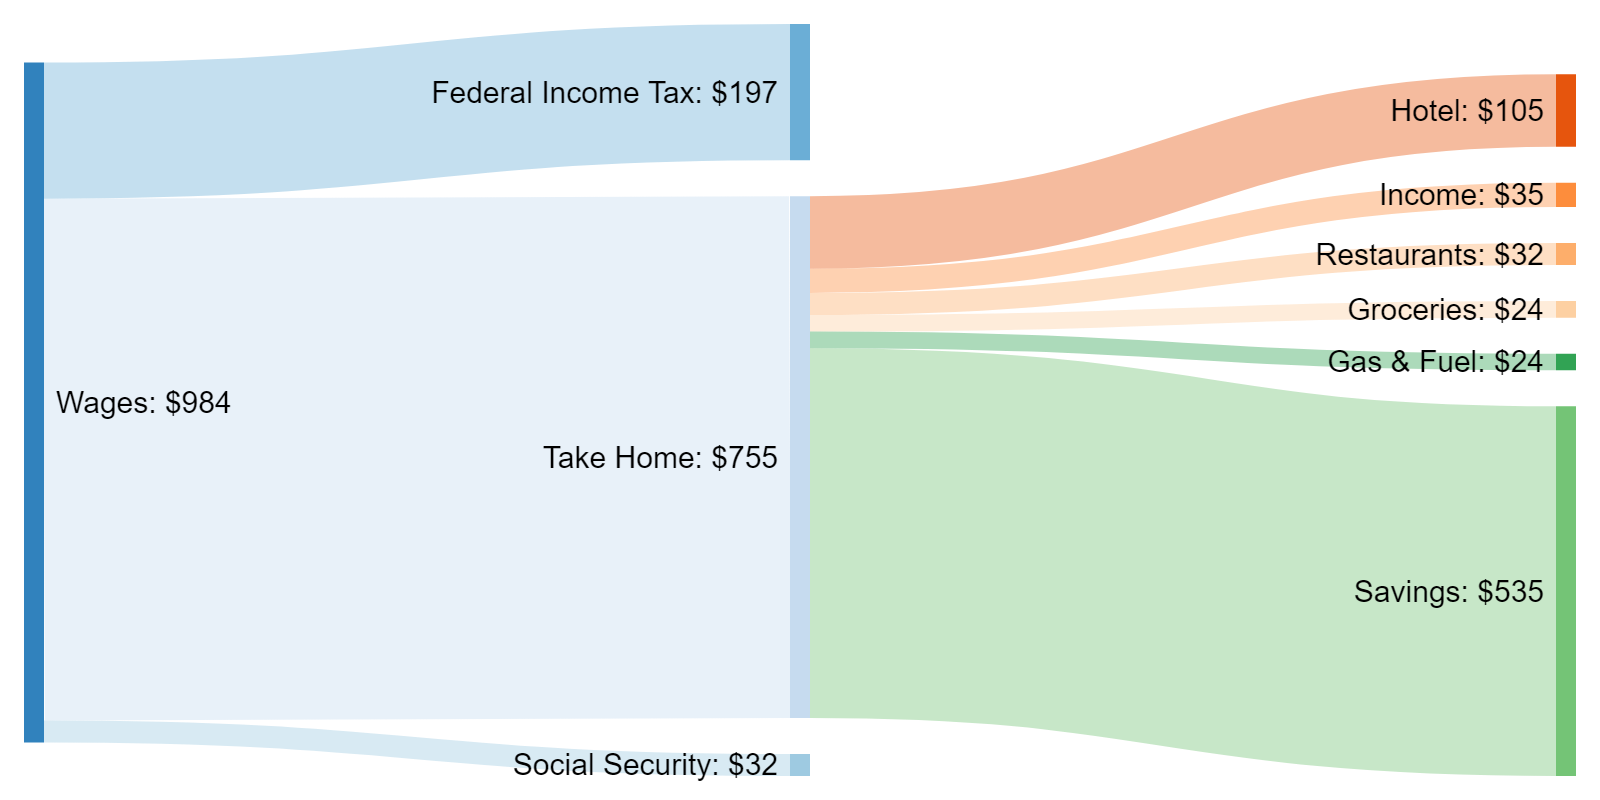 Federal Income Tax: $197
Hotel: $105
Income: $35
Restaurants: $32
Groceries: $24
Gas & Fuel: $24
Wages: $984
Take Home: $755
Savings: $535
Social Security: $32